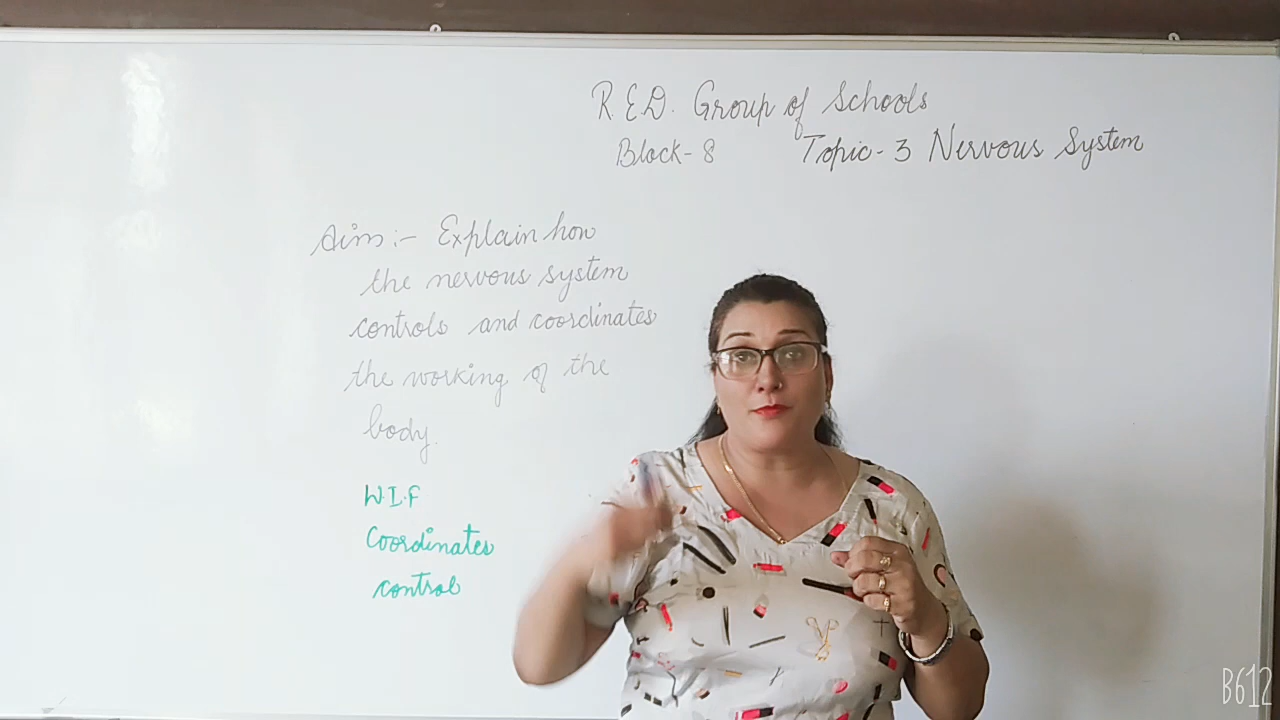 R.E.D. Group of Schools
Block-8 Topic-3 Nervous System
Aim:- Explain how
the nervous system
controls and coordinates
the working of the
body.
W.I.F
Coordinates
control
B612